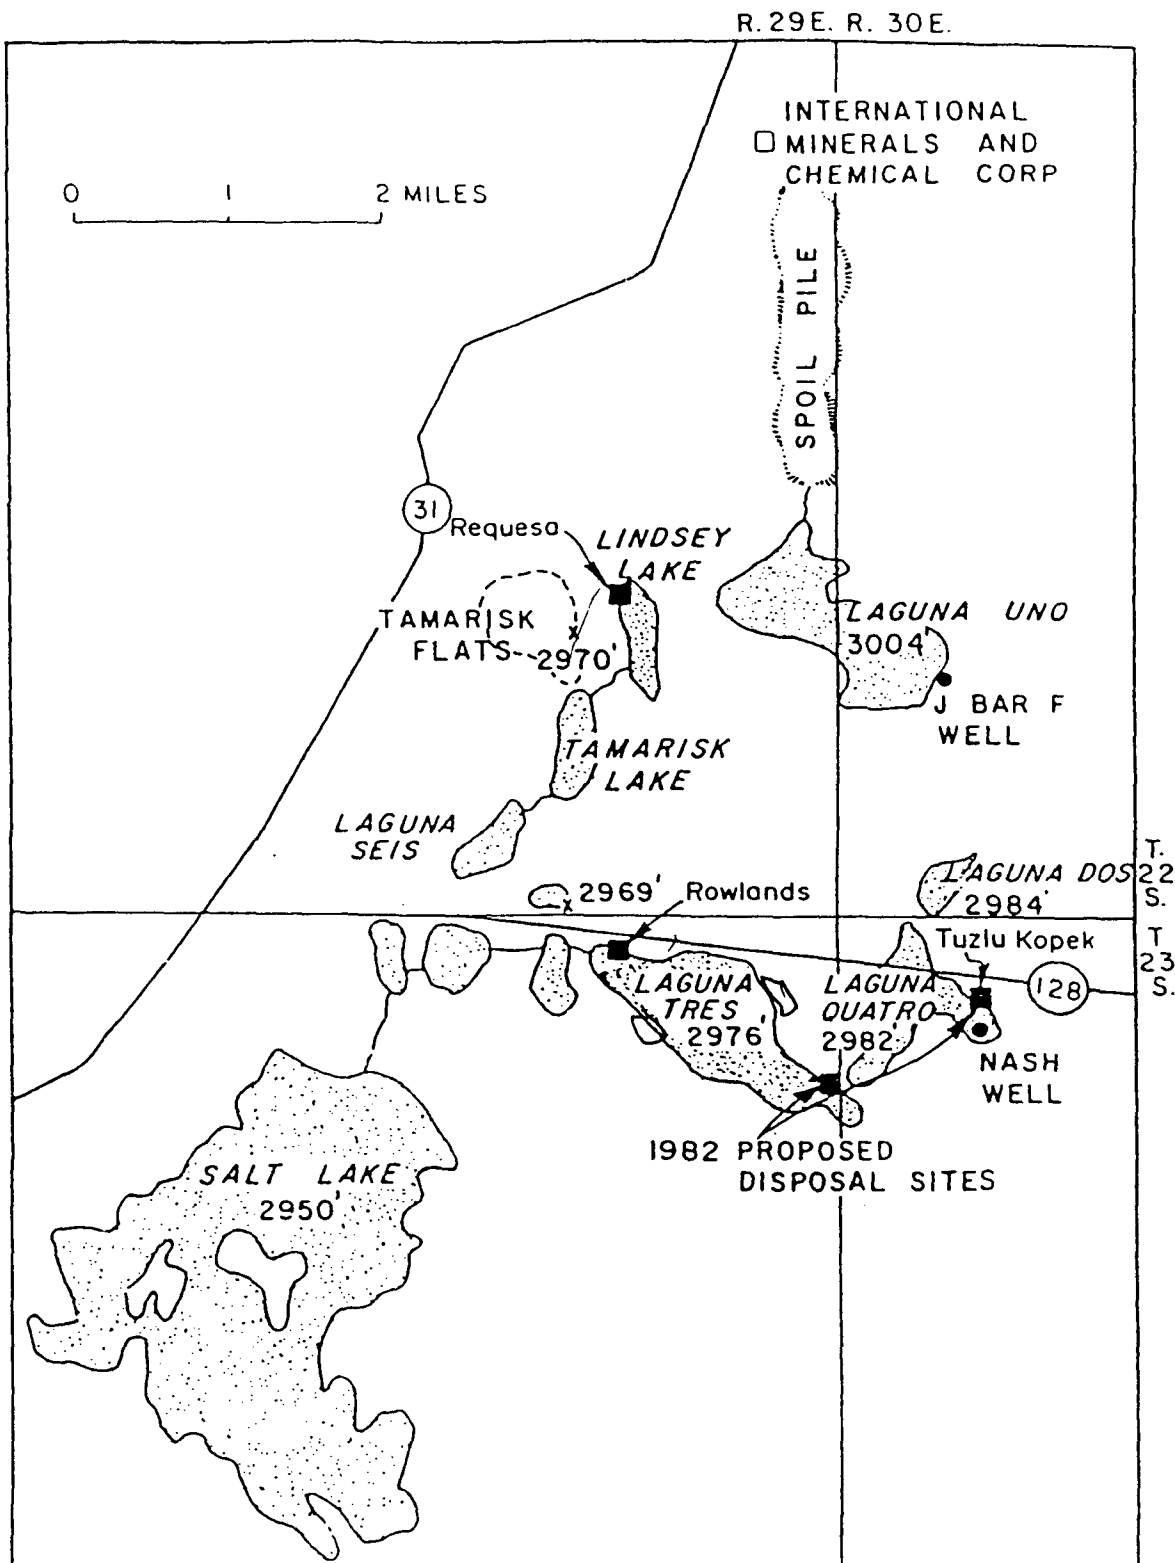 R. 29E. R. 30E.
INTERNATIONAL
MINERALS AND
CHEMICAL CORP
0 1 2 MILES
SPOIL PILE
31
Requesa
LINDSEY
LAKE
TAMARISK
FLATS
2970'
LAGUNA UNO
3004'
J BAR F
WELL
TAMARISK
LAKE
LAGUNA
SEIS
2969'
Rowlands
LAGUNA DOS
2984'
T.
22
S.
T
23
S.
Tuzlu Kopek
128
LAGUNA
TRES
2976'
LAGUNA
QUATRO
2982'
NASH
WELL
1982 PROPOSED
DISPOSAL SITES
SALT LAKE
2950'